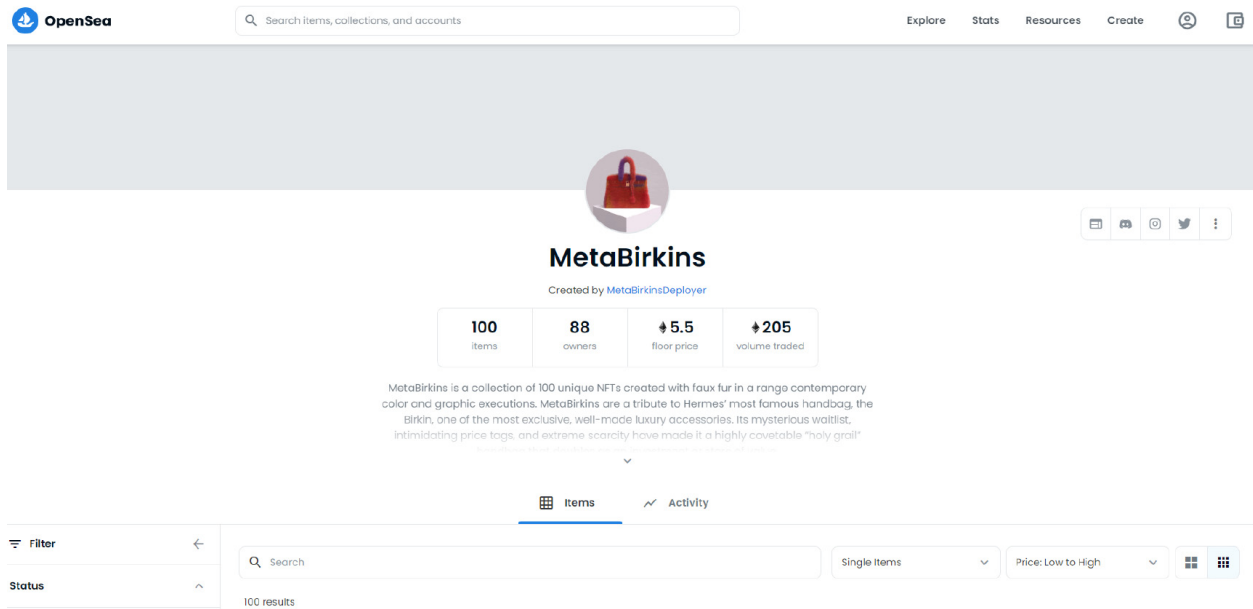 OpenSea
Search items, collections, and accounts
Explore Stats Resources Create
MetaBirkins
Created by MetaBirkinsDeployer
100 88 5.5 205
items owners floor price volume traded
MetaBirkins is a collection of 100 unique NFTs created with faux fur in a range contemporary
color and graphic executions. MetaBirkins are a tribute to Hermes' most famous handbag, the
Birkin, one of the most exclusive, well-made luxury accessories. Its mysterious waitlist,
intimidating price tags, and extreme scarcity have made it a highly covetable "holy grail"
Items Activity
Filter
Search
Single Items
Price: Low to High
Status
100 results